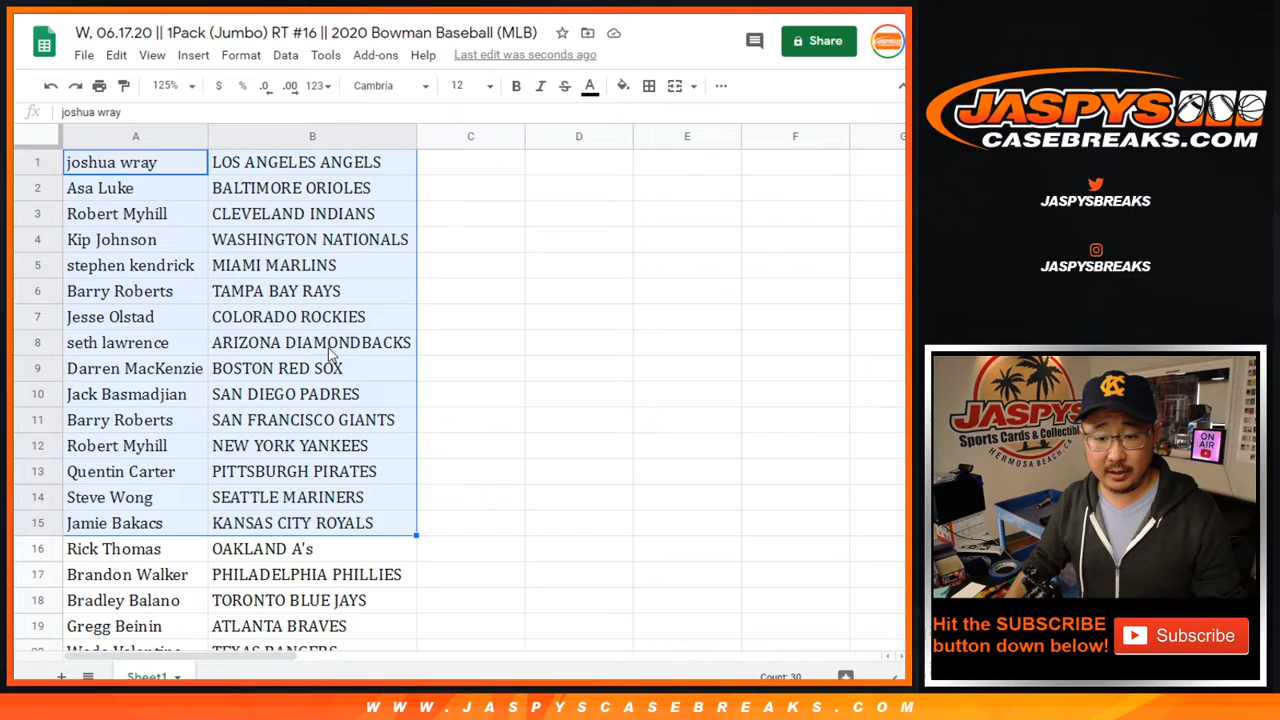 W, 06.17.20 || 1Pack (Jumbo) RT #16 || 2020 Bowman Baseball (MLB)
File Edit View Insert Format Data Tools Add-ons Help Last edit was seconds ago
Share
125% $ % .0 .00 123 Cambria 12 B I S A
fx joshua wray
A B C D E F
1 joshua wray LOS ANGELES ANGELS
2 Asa Luke BALTIMORE ORIOLES
3 Robert Myhill CLEVELAND INDIANS
4 Kip Johnson WASHINGTON NATIONALS
5 stephen kendrick MIAMI MARLINS
6 Barry Roberts TAMPA BAY RAYS
7 Jesse Olstad COLORADO ROCKIES
8 seth lawrence ARIZONA DIAMONDBACKS
9 Darren MacKenzie BOSTON RED SOX
10 Jack Basmadjian SAN DIEGO PADRES
11 Barry Roberts SAN FRANCISCO GIANTS
12 Robert Myhill NEW YORK YANKEES
13 Quentin Carter PITTSBURGH PIRATES
14 Steve Wong SEATTLE MARINERS
15 Jamie Bakacs KANSAS CITY ROYALS
16 Rick Thomas OAKLAND A's
17 Brandon Walker PHILADELPHIA PHILLIES
18 Bradley Balano TORONTO BLUE JAYS
19 Gregg Beinin ATLANTA BRAVES
Sheet1
Count: 30
JASPYS
CASEBREAKS.COM
JASPYSBREAKS
JASPYSBREAKS
JASPYS
Sports Cards & Collectibles
HERMOSA BEACH, CA
KC
ON
AIR
Hit the SUBSCRIBE
button down below!
Subscribe
WWW.JASPYSCASEBREAKS.COM